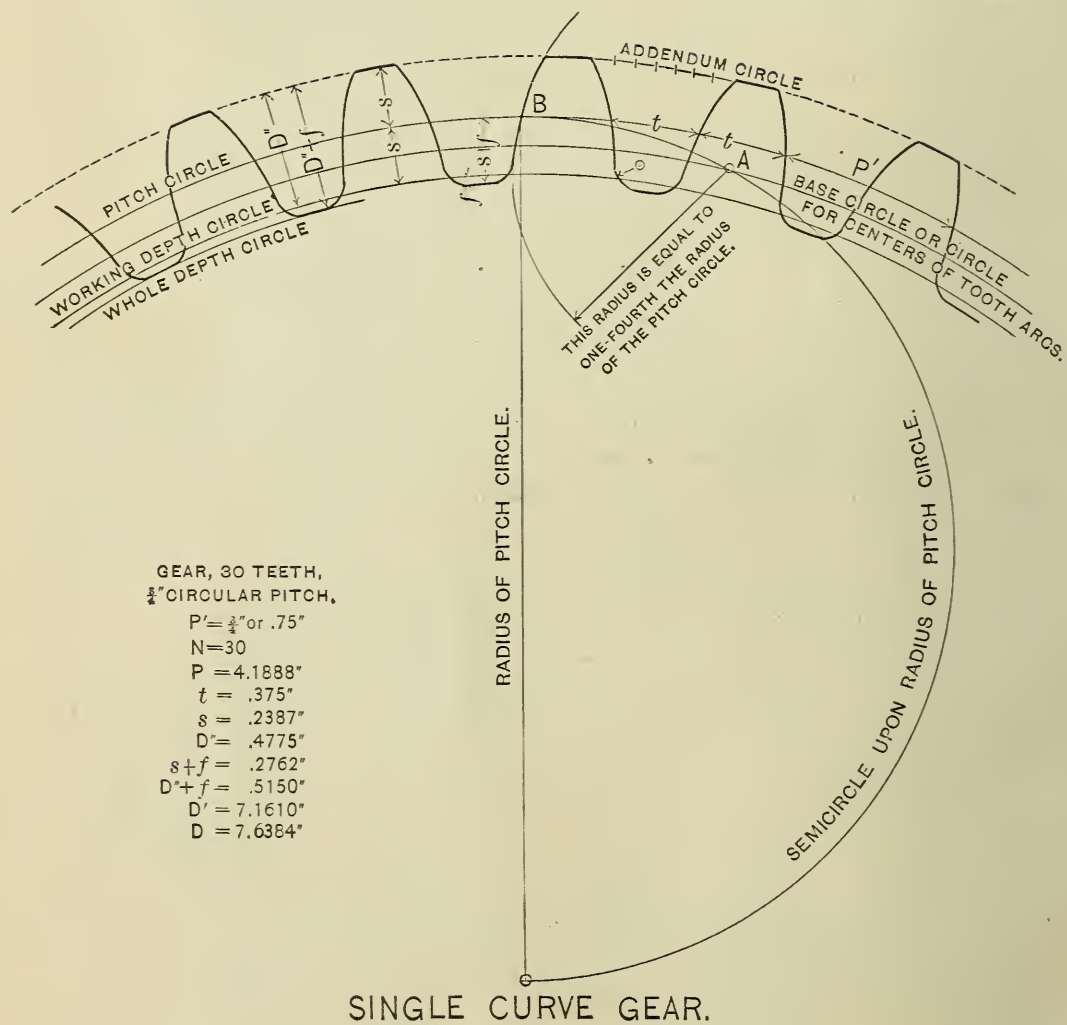 ADDENDUM CIRCLE
B
s
s
D"
D"+f
s+f
f
t
t
A
P'
PITCH CIRCLE
WORKING DEPTH CIRCLE
WHOLE DEPTH CIRCLE
BASE CIRCLE OR CIRCLE
FOR CENTERS OF TOOTH ARCS.
THIS RADIUS IS EQUAL TO
ONE-FOURTH THE RADIUS
OF THE PITCH CIRCLE.
RADIUS OF PITCH CIRCLE.
SEMICIRCLE UPON RADIUS OF PITCH CIRCLE.
GEAR, 30 TEETH,
¾" CIRCULAR PITCH.
P'=¾" or .75"
N=30
P =4.1888"
t = .375"
s = .2387"
D"= .4775"
s+f = .2762"
D"+f = .5150"
D' = 7.1610"
D = 7.6384"
SINGLE CURVE GEAR.